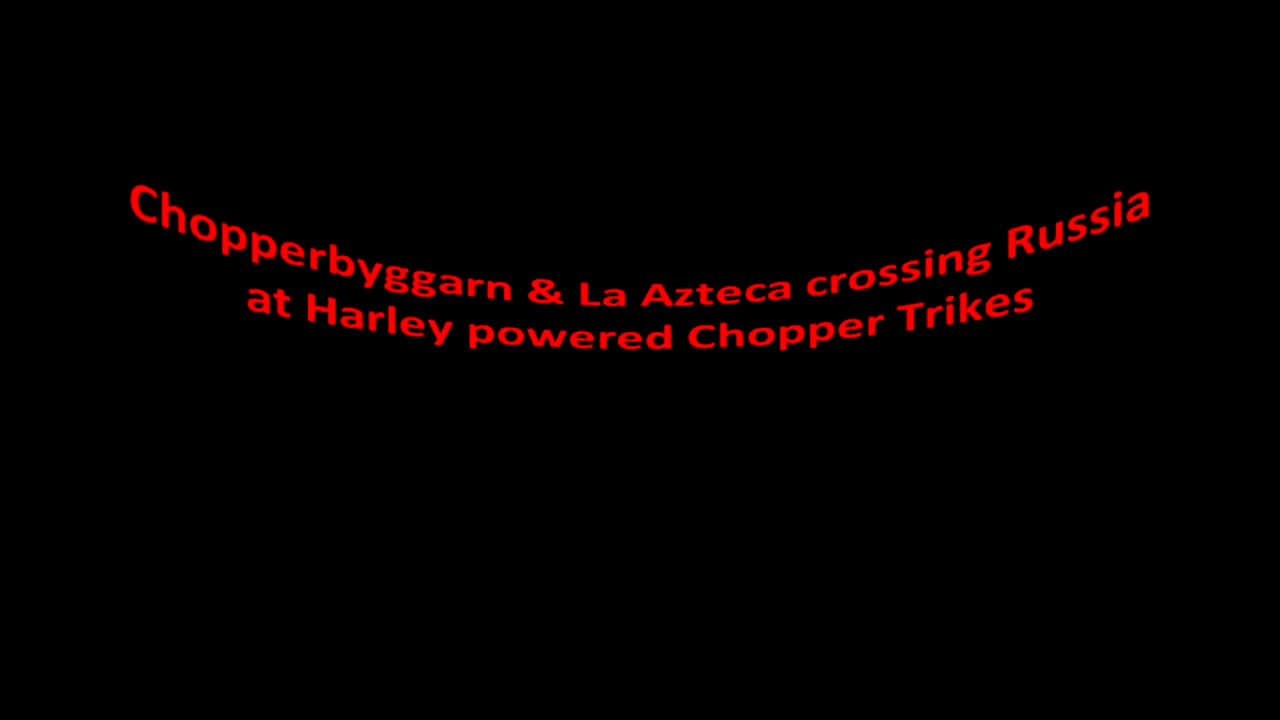 Chopperbyggarn & La Azteca crossing Russia
at Harley powered Chopper Trikes